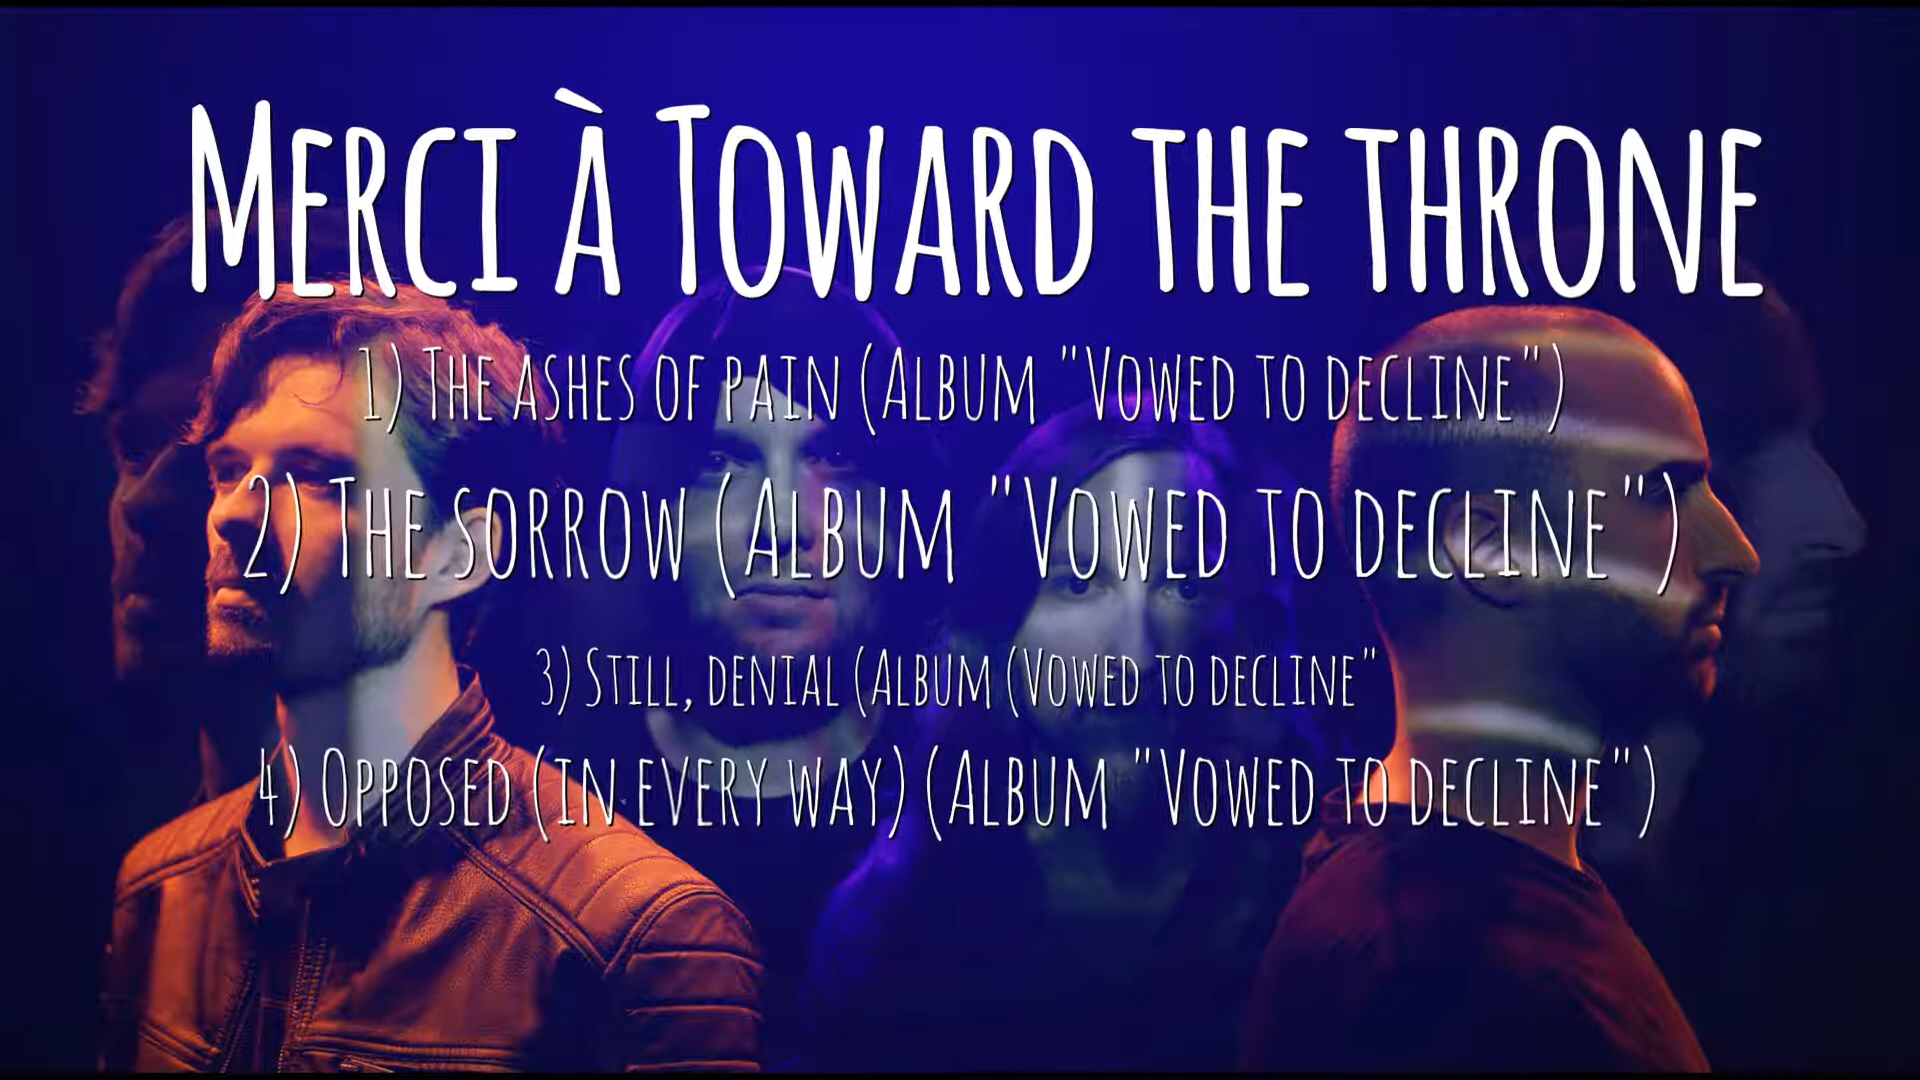 Merci à Toward the throne
1) The ashes of pain (Album "Vowed to decline")
2) The sorrow (Album "Vowed to decline")
3) Still, denial (Album (Vowed to decline"
4) Opposed (in every way) (Album "Vowed to decline")